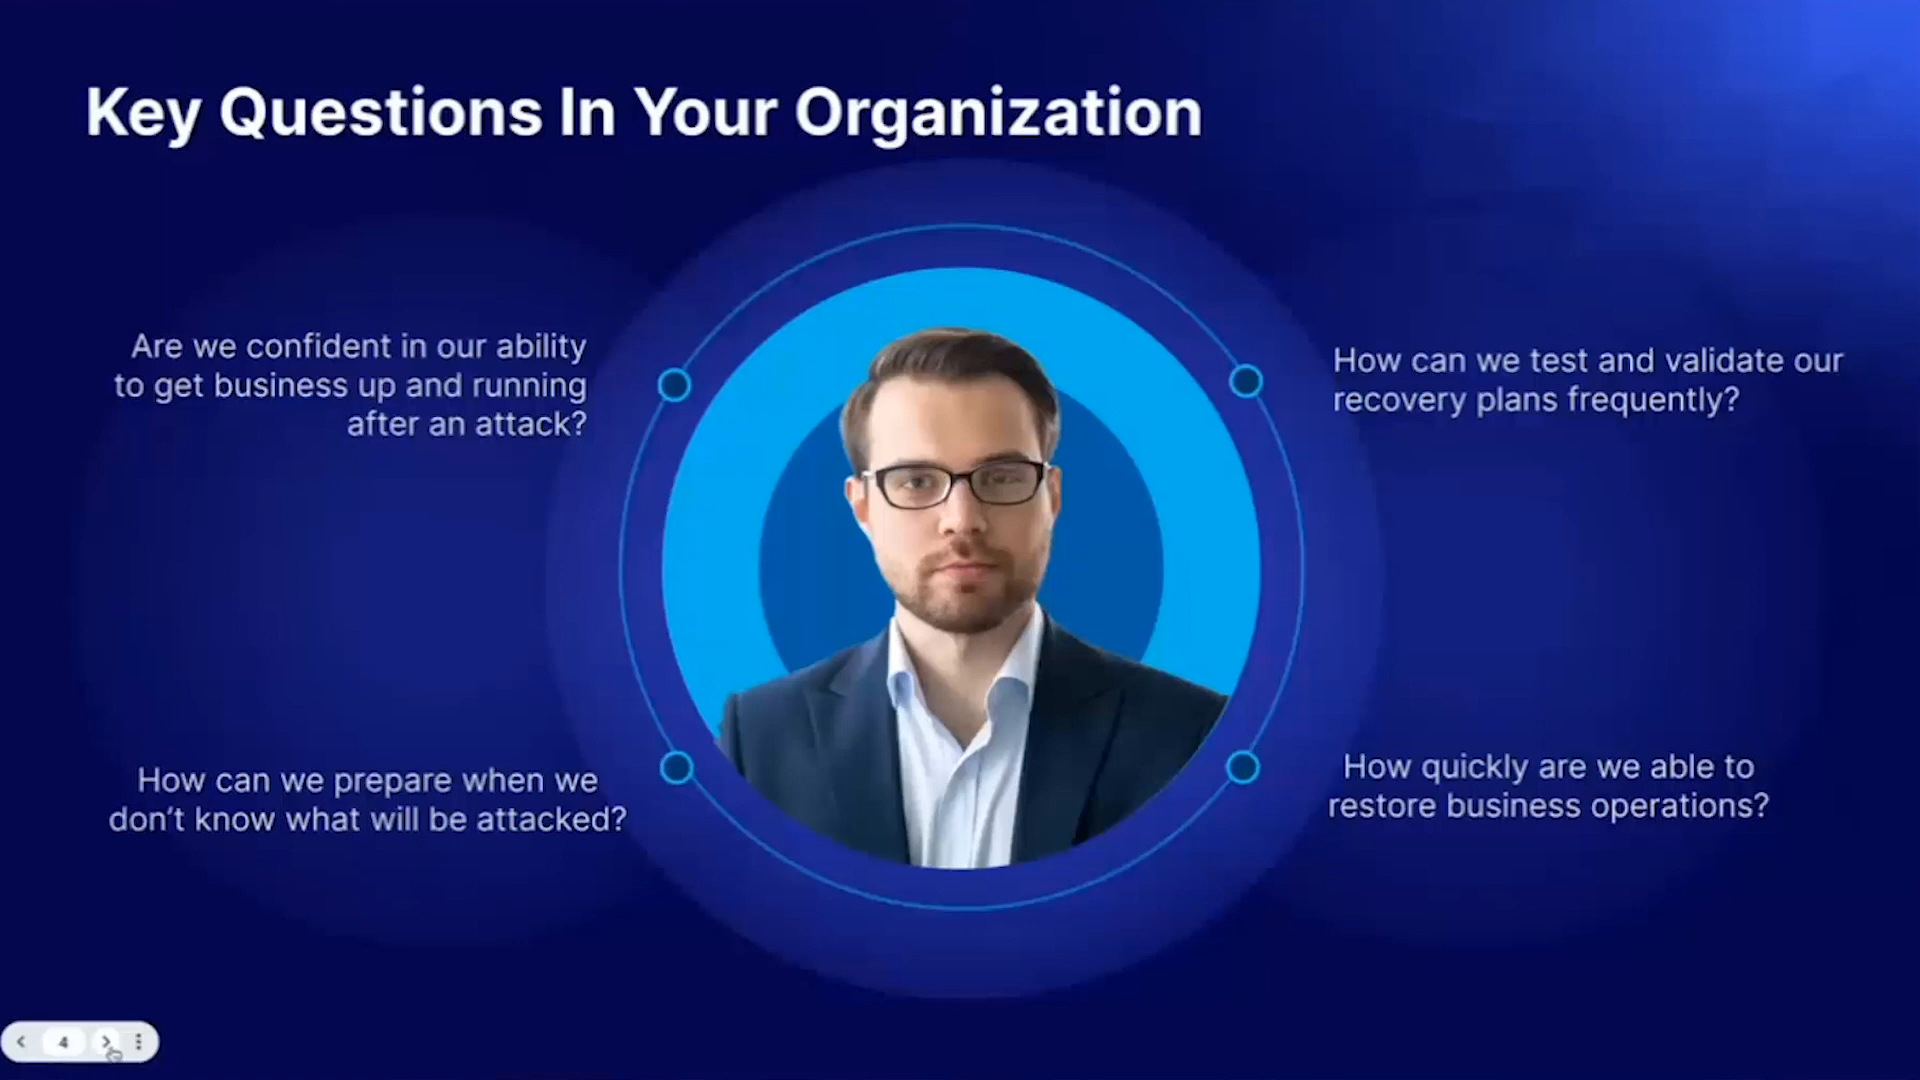 Key Questions In Your Organization
Are we confident in our ability
to get business up and running
after an attack?
How can we test and validate our
recovery plans frequently?
How can we prepare when we
don’t know what will be attacked?
How quickly are we able to
restore business operations?
4